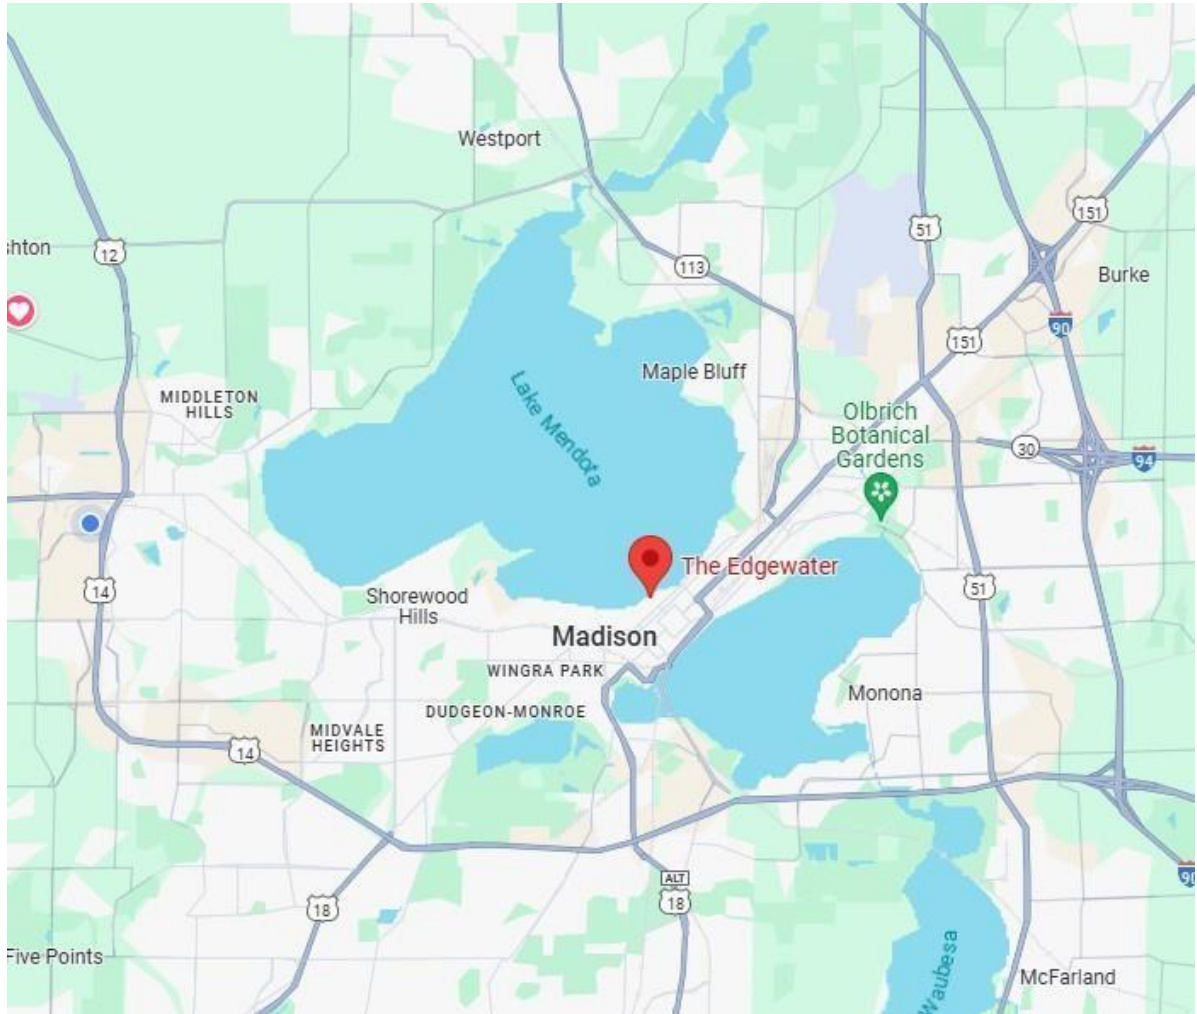 Westport
151
51
shton
12
113
Burke
90
151
Maple Bluff
Lake Mendota
MIDDLETON
HILLS
Olbrich
Botanical
Gardens
30
94
The Edgewater
14
51
Shorewood
Hills
Madison
WINGRA PARK
Monona
DUDGEON-MONROE
MIDVALE
HEIGHTS
14
90
ALT
18
18
Five Points
Waubesa
McFarland